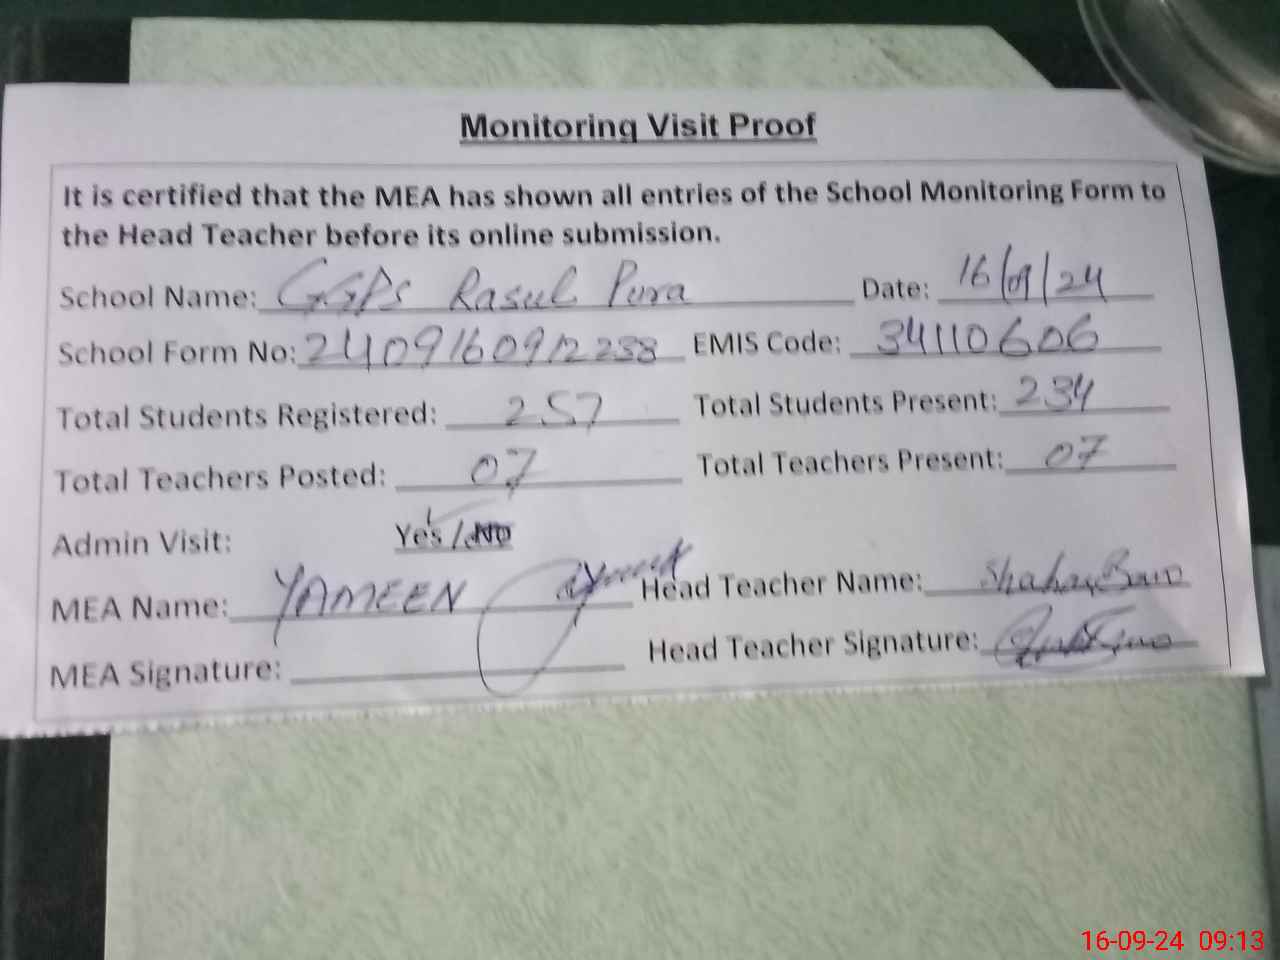 Monitoring Visit Proof
It is certified that the MEA has shown all entries of the School Monitoring Form to
the Head Teacher before its online submission.
School Name: GGPS Rasul Pura Date: 16/09/24
School Form No: 2409160912238 EMIS Code: 34110606
Total Students Registered: 257 Total Students Present: 234
Total Teachers Posted: 07 Total Teachers Present: 07
Admin Visit: Yes / No
MEA Name: YAMEEN Head Teacher Name:
MEA Signature: Head Teacher Signature:
16-09-24 09:13